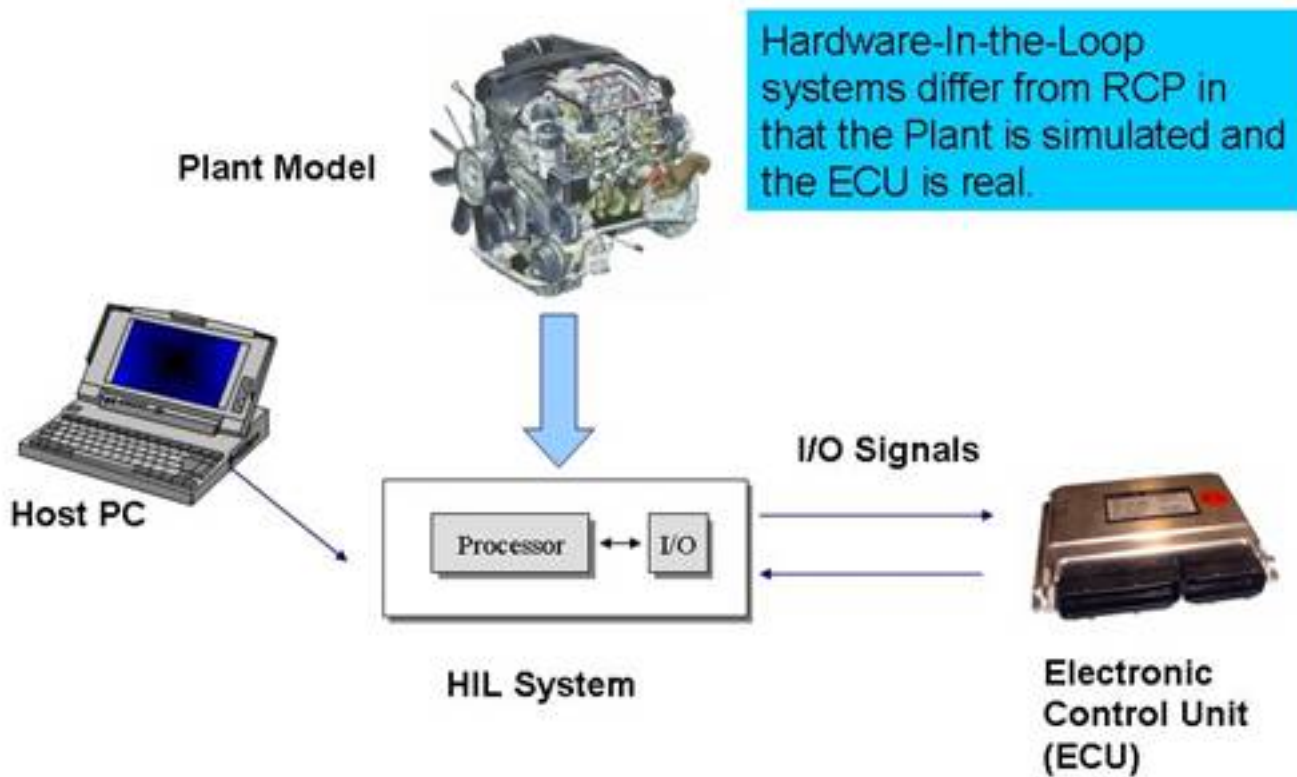 Hardware-In-the-Loop
systems differ from RCP in
that the Plant is simulated and
the ECU is real.
Plant Model
Host PC
I/O Signals
Processor
I/O
HIL System
Electronic
Control Unit
(ECU)